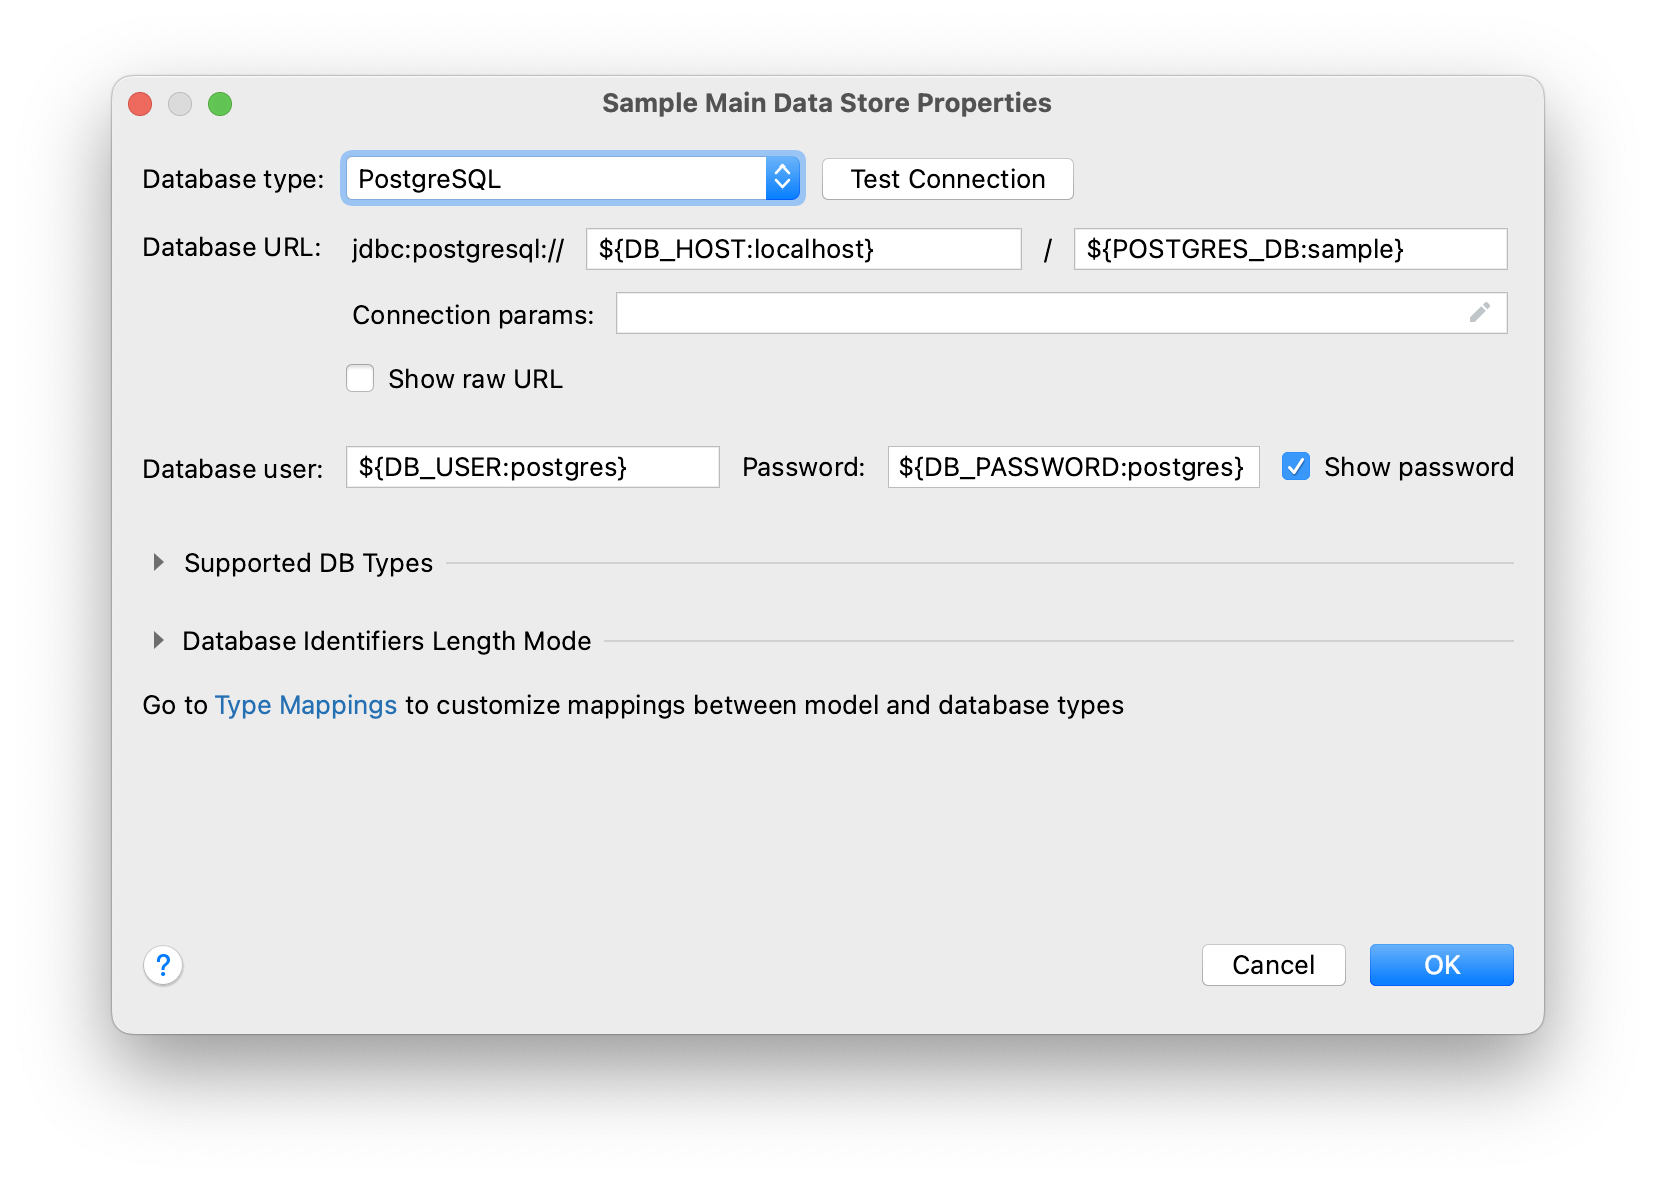 Sample Main Data Store Properties
Database type: PostgreSQL Test Connection
Database URL: jdbc:postgresql:// ${DB_HOST:localhost} / ${POSTGRES_DB:sample}
Connection params:
Show raw URL
Database user: ${DB_USER:postgres} Password: ${DB_PASSWORD:postgres} Show password
Supported DB Types
Database Identifiers Length Mode
Go to Type Mappings to customize mappings between model and database types
? Cancel OK